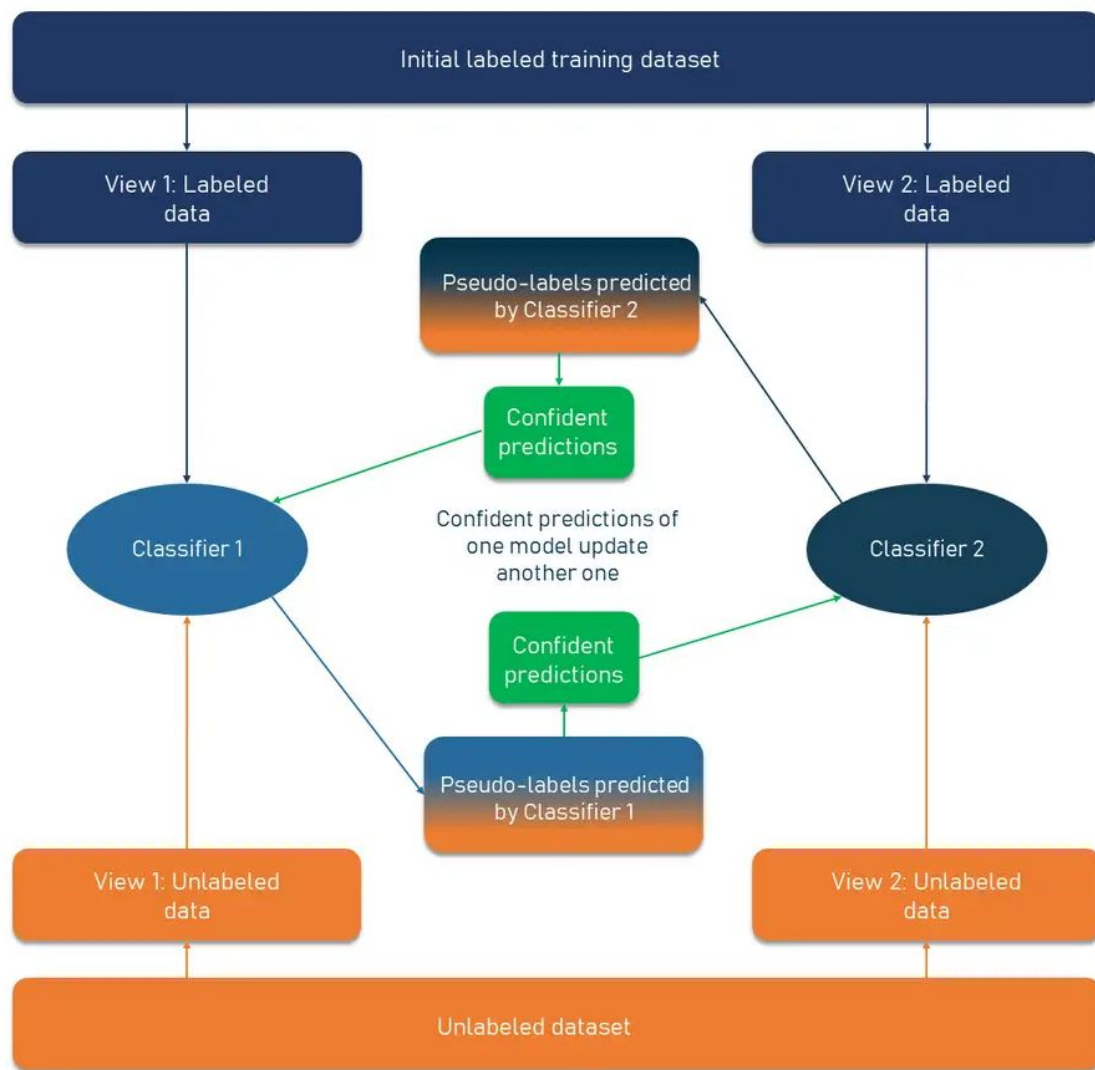 Initial labeled training dataset
View 1: Labeled
data
View 2: Labeled
data
Pseudo-labels predicted
by Classifier 2
Confident
predictions
Confident predictions of
one model update
another one
Classifier 1
Classifier 2
Confident
predictions
Pseudo-labels predicted
by Classifier 1
View 1: Unlabeled
data
View 2: Unlabeled
data
Unlabeled dataset